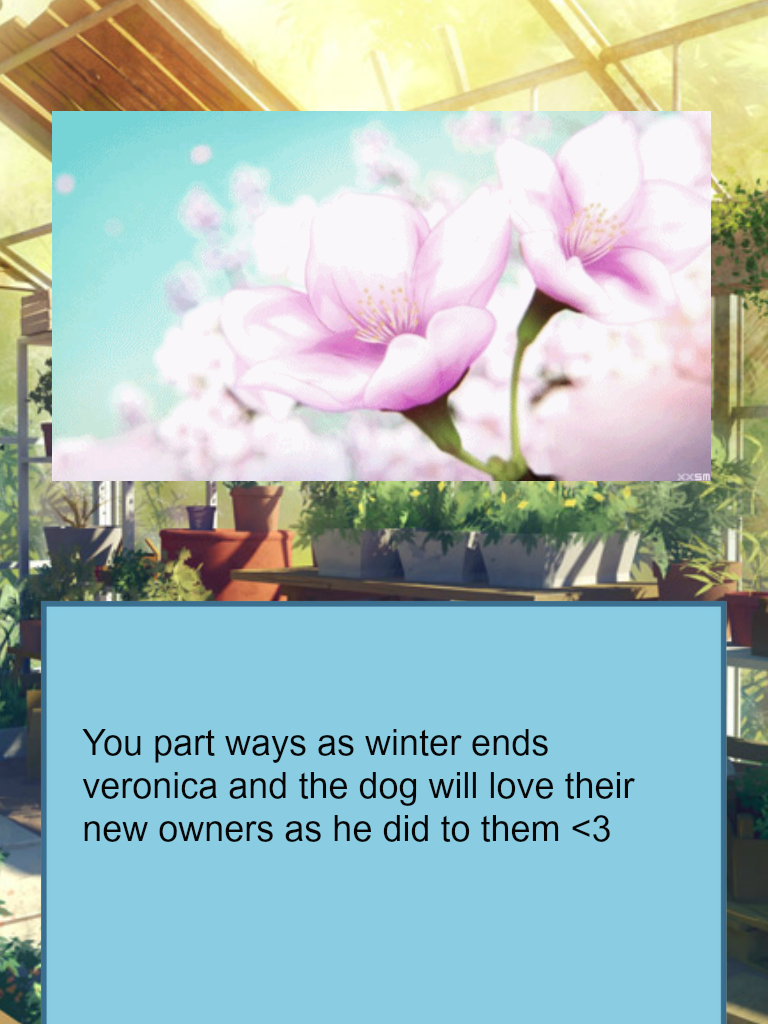 xxsm
You part ways as winter ends
veronica and the dog will love their
new owners as he did to them <3